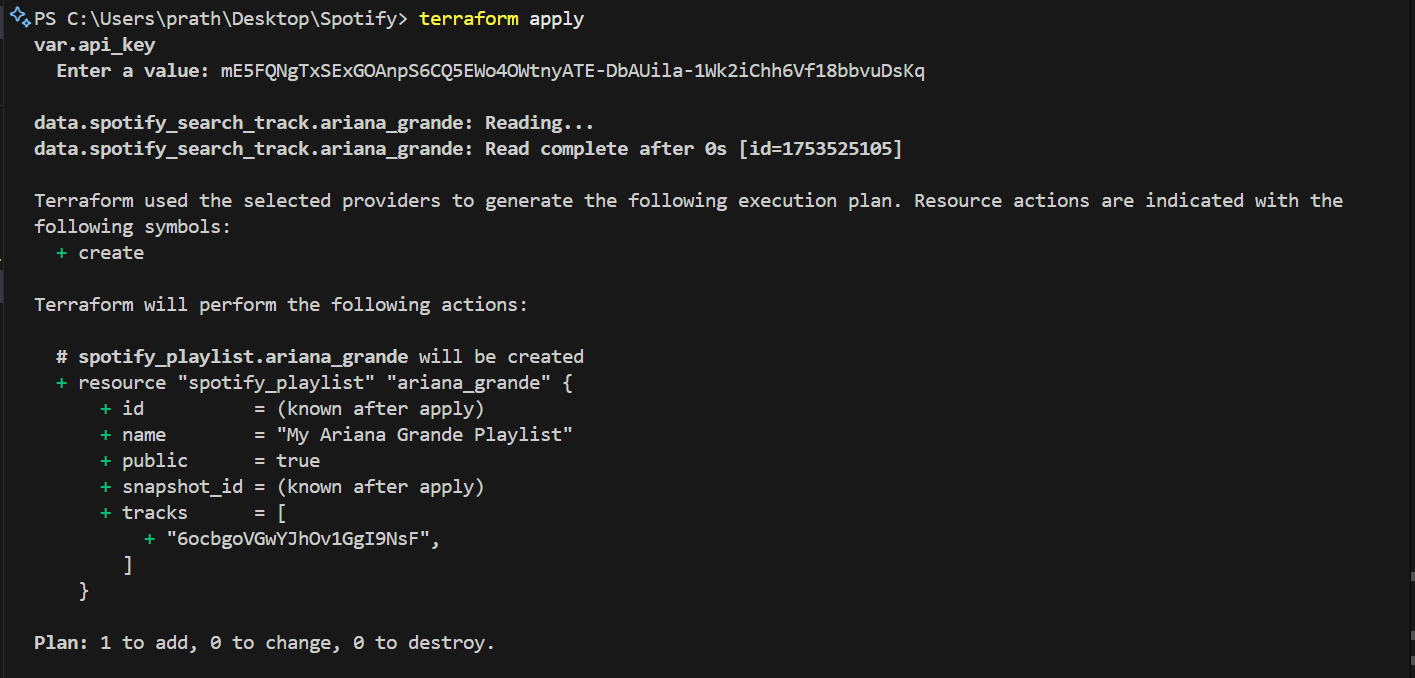 PS C:\Users\prath\Desktop\Spotify> terraform apply
var.api_key
  Enter a value: mE5FQNgTxSExGOAnpS6CQ5EWo4OWtnyATE-DbAUila-1Wk2iChh6Vf18bbvuDsKq

data.spotify_search_track.ariana_grande: Reading...
data.spotify_search_track.ariana_grande: Read complete after 0s [id=1753525105]

Terraform used the selected providers to generate the following execution plan. Resource actions are indicated with the
following symbols:
  + create

Terraform will perform the following actions:

  # spotify_playlist.ariana_grande will be created
  + resource "spotify_playlist" "ariana_grande" {
      + id          = (known after apply)
      + name        = "My Ariana Grande Playlist"
      + public      = true
      + snapshot_id = (known after apply)
      + tracks      = [
          + "6ocbgoVGwYJhOv1GgI9NsF",
        ]
    }

Plan: 1 to add, 0 to change, 0 to destroy.